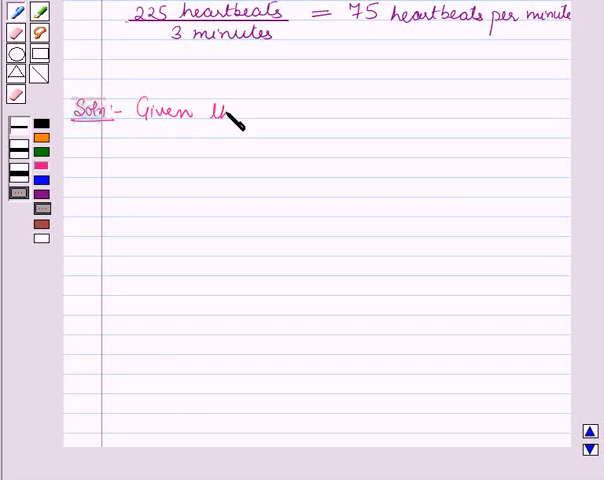 225 heartbeats / 3 minutes = 75 heartbeats per minute
Soln:- Given